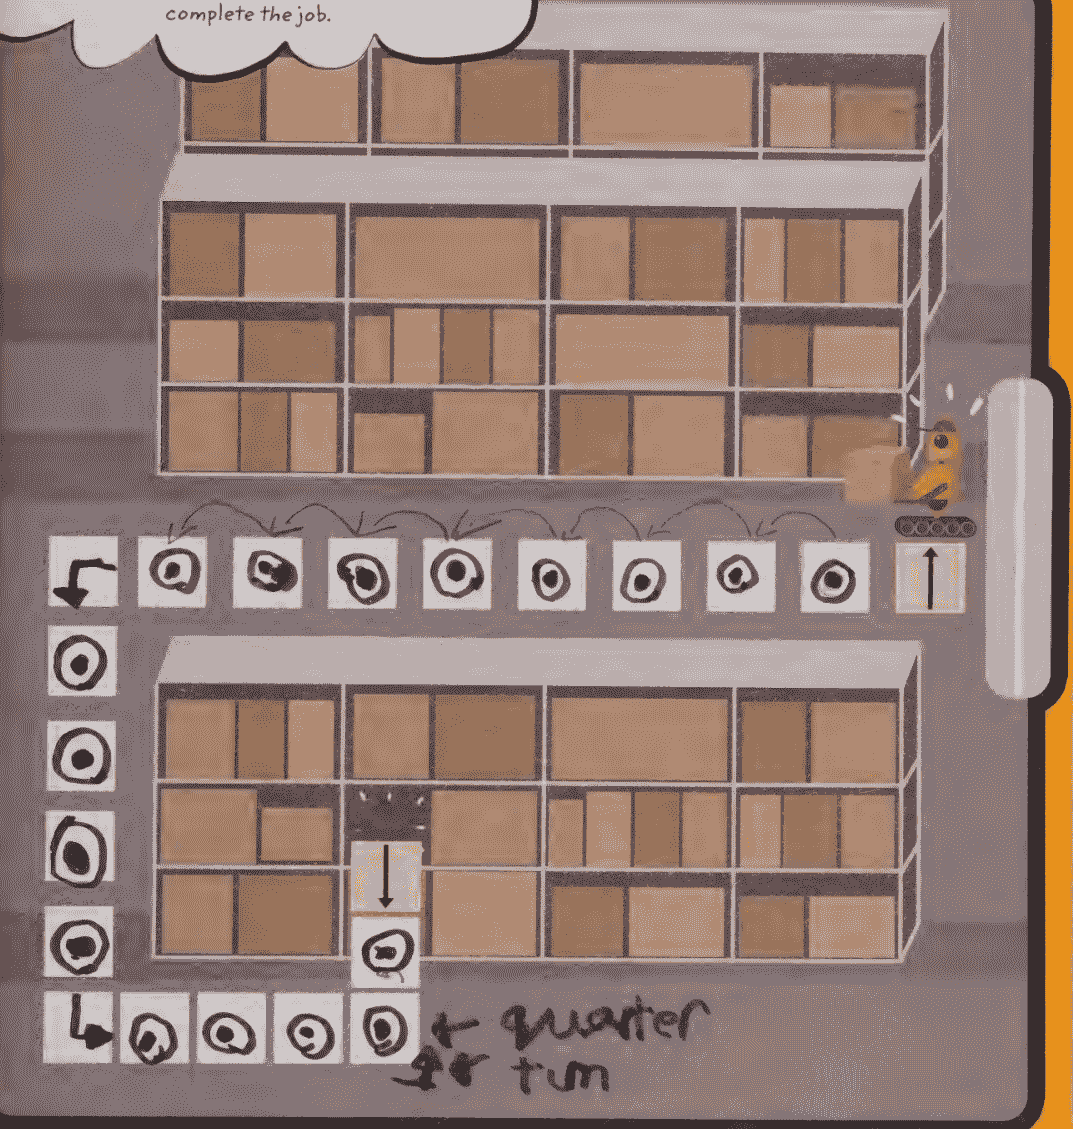 complete the job.
← quarter
turn